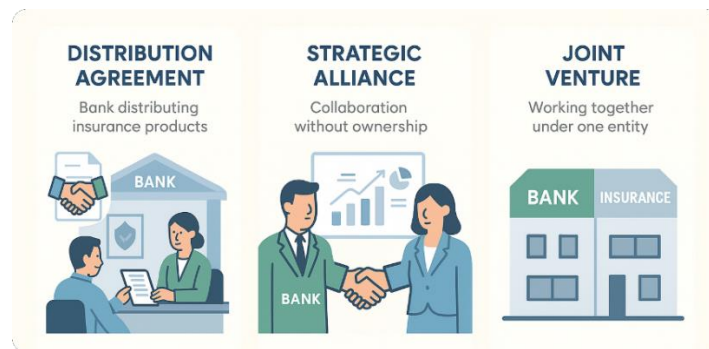 DISTRIBUTION
AGREEMENT
Bank distributing
insurance products
BANK
STRATEGIC
ALLIANCE
Collaboration
without ownership
BANK
JOINT
VENTURE
Working together
under one entity
BANK
INSURANCE